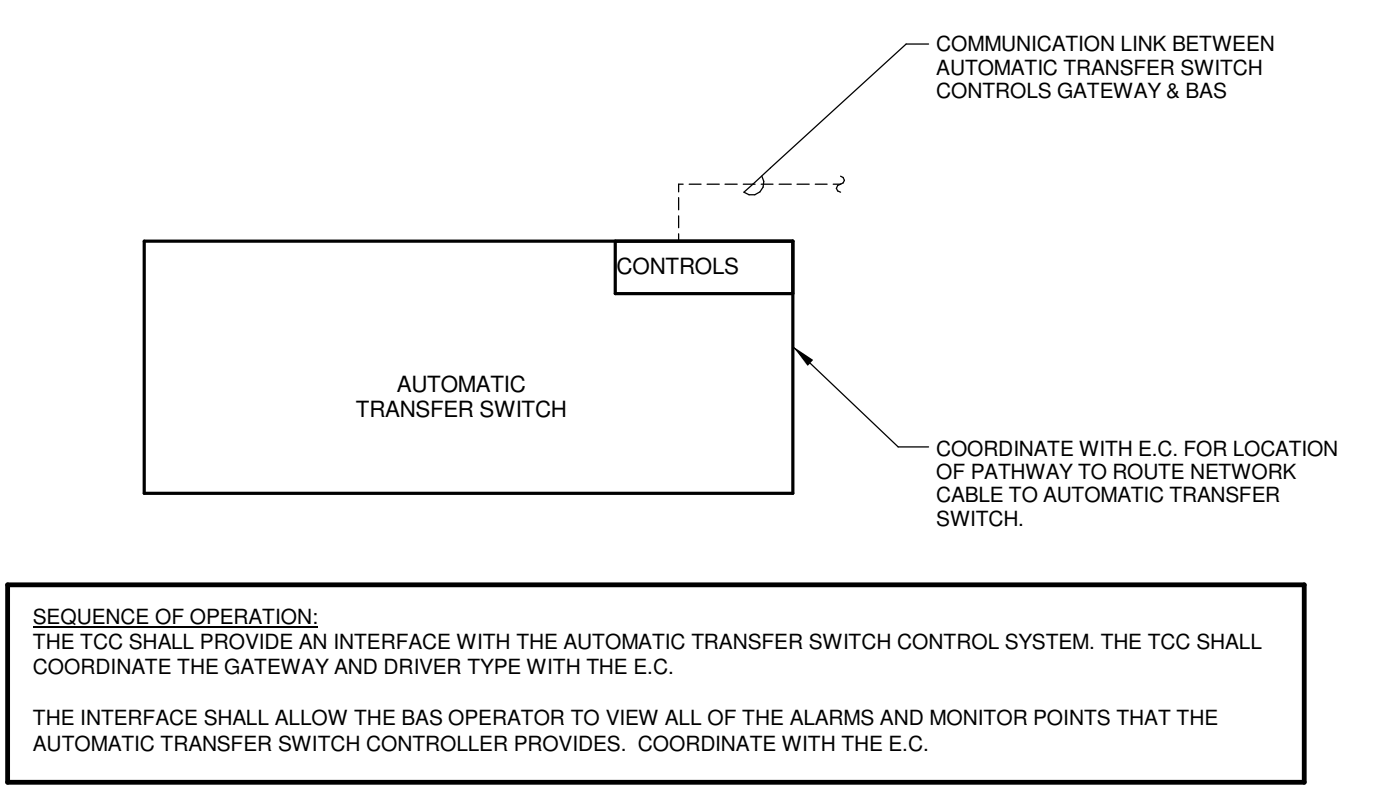 COMMUNICATION LINK BETWEEN
AUTOMATIC TRANSFER SWITCH
CONTROLS GATEWAY & BAS
CONTROLS
AUTOMATIC
TRANSFER SWITCH
COORDINATE WITH E.C. FOR LOCATION
OF PATHWAY TO ROUTE NETWORK
CABLE TO AUTOMATIC TRANSFER
SWITCH.
SEQUENCE OF OPERATION:
THE TCC SHALL PROVIDE AN INTERFACE WITH THE AUTOMATIC TRANSFER SWITCH CONTROL SYSTEM. THE TCC SHALL
COORDINATE THE GATEWAY AND DRIVER TYPE WITH THE E.C.
THE INTERFACE SHALL ALLOW THE BAS OPERATOR TO VIEW ALL OF THE ALARMS AND MONITOR POINTS THAT THE
AUTOMATIC TRANSFER SWITCH CONTROLLER PROVIDES.  COORDINATE WITH THE E.C.